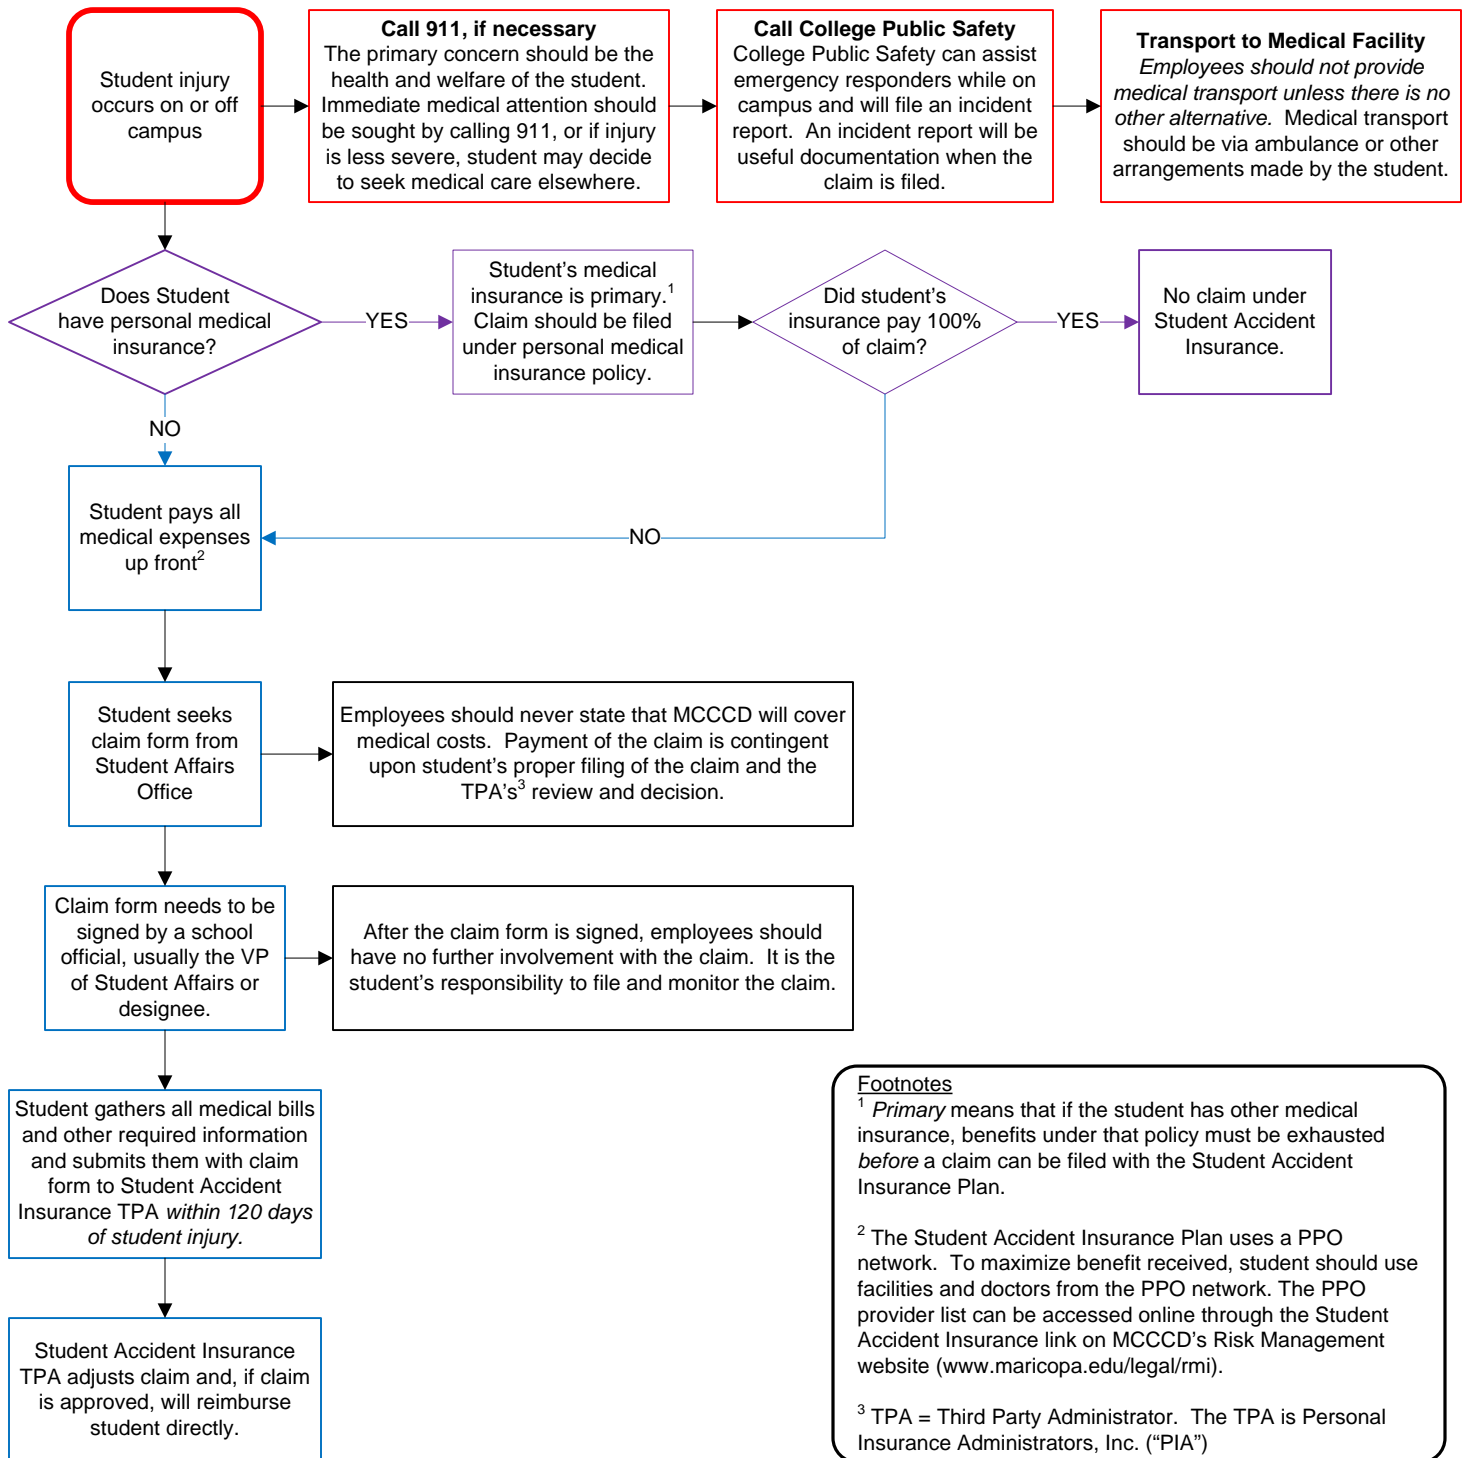 Student injury
occurs on or off
campus
Call 911, if necessary
The primary concern should be the
health and welfare of the student.
Immediate medical attention should
be sought by calling 911, or if injury
is less severe, student may decide
to seek medical care elsewhere.
Call College Public Safety
College Public Safety can assist
emergency responders while on
campus and will file an incident
report.  An incident report will be
useful documentation when the
claim is filed.
Transport to Medical Facility
Employees should not provide
medical transport unless there is no
other alternative.  Medical transport
should be via ambulance or other
arrangements made by the student.
Does Student
have personal medical
insurance?
YES
Student’s medical
insurance is primary.¹
Claim should be filed
under personal medical
insurance policy.
Did student’s
insurance pay 100%
of claim?
YES
No claim under
Student Accident
Insurance.
NO
Student pays all
medical expenses
up front²
NO
Student seeks
claim form from
Student Affairs
Office
Employees should never state that MCCCD will cover
medical costs.  Payment of the claim is contingent
upon student’s proper filing of the claim and the
TPA’s³ review and decision.
Claim form needs to be
signed by a school
official, usually the VP
of Student Affairs or
designee.
After the claim form is signed, employees should
have no further involvement with the claim.  It is the
student’s responsibility to file and monitor the claim.
Student gathers all medical bills
and other required information
and submits them with claim
form to Student Accident
Insurance TPA within 120 days
of student injury.
Student Accident Insurance
TPA adjusts claim and, if claim
is approved, will reimburse
student directly.
Footnotes
¹ Primary means that if the student has other medical
insurance, benefits under that policy must be exhausted
before a claim can be filed with the Student Accident
Insurance Plan.
² The Student Accident Insurance Plan uses a PPO
network.  To maximize benefit received, student should use
facilities and doctors from the PPO network. The PPO
provider list can be accessed online through the Student
Accident Insurance link on MCCCD’s Risk Management
website (www.maricopa.edu/legal/rmi).
³ TPA = Third Party Administrator.  The TPA is Personal
Insurance Administrators, Inc. (“PIA”)